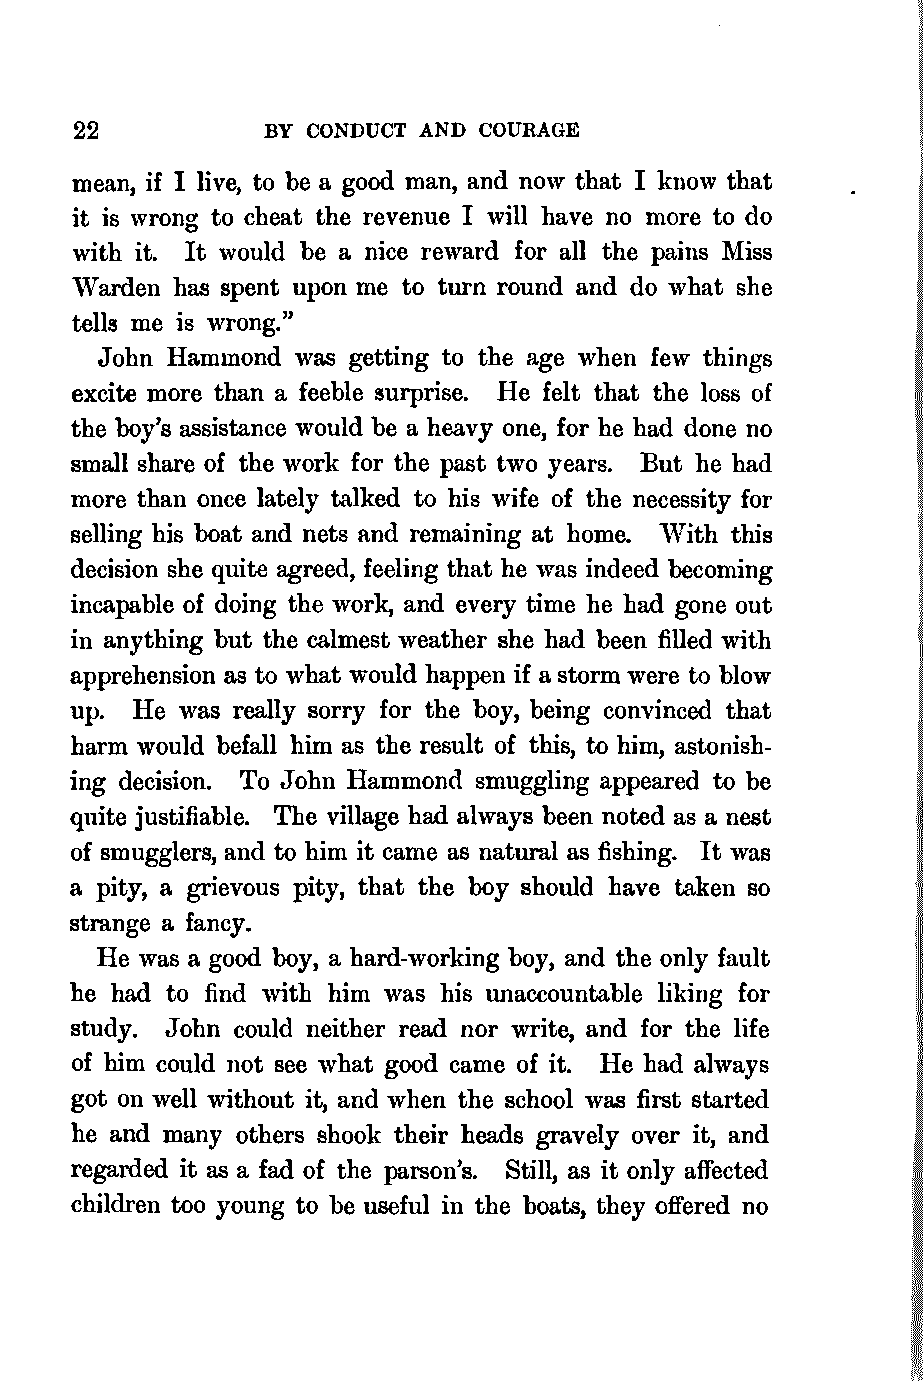 22 BY CONDUCT AND COURAGE
mean, if I live, to be a good man, and now that I know that
it is wrong to cheat the revenue I will have no more to do
with it. It would be a nice reward for all the pains Miss
Warden has spent upon me to turn round and do what she
tells me is wrong.”
John Hammond was getting to the age when few things
excite more than a feeble surprise. He felt that the loss of
the boy’s assistance would be a heavy one, for he had done no
small share of the work for the past two years. But he had
more than once lately talked to his wife of the necessity for
selling his boat and nets and remaining at home. With this
decision she quite agreed, feeling that he was indeed becoming
incapable of doing the work, and every time he had gone out
in anything but the calmest weather she had been filled with
apprehension as to what would happen if a storm were to blow
up. He was really sorry for the boy, being convinced that
harm would befall him as the result of this, to him, astonish-
ing decision. To John Hammond smuggling appeared to be
quite justifiable. The village had always been noted as a nest
of smugglers, and to him it came as natural as fishing. It was
a pity, a grievous pity, that the boy should have taken so
strange a fancy.
He was a good boy, a hard-working boy, and the only fault
he had to find with him was his unaccountable liking for
study. John could neither read nor write, and for the life
of him could not see what good came of it. He had always
got on well without it, and when the school was first started
he and many others shook their heads gravely over it, and
regarded it as a fad of the parson’s. Still, as it only affected
children too young to be useful in the boats, they offered no